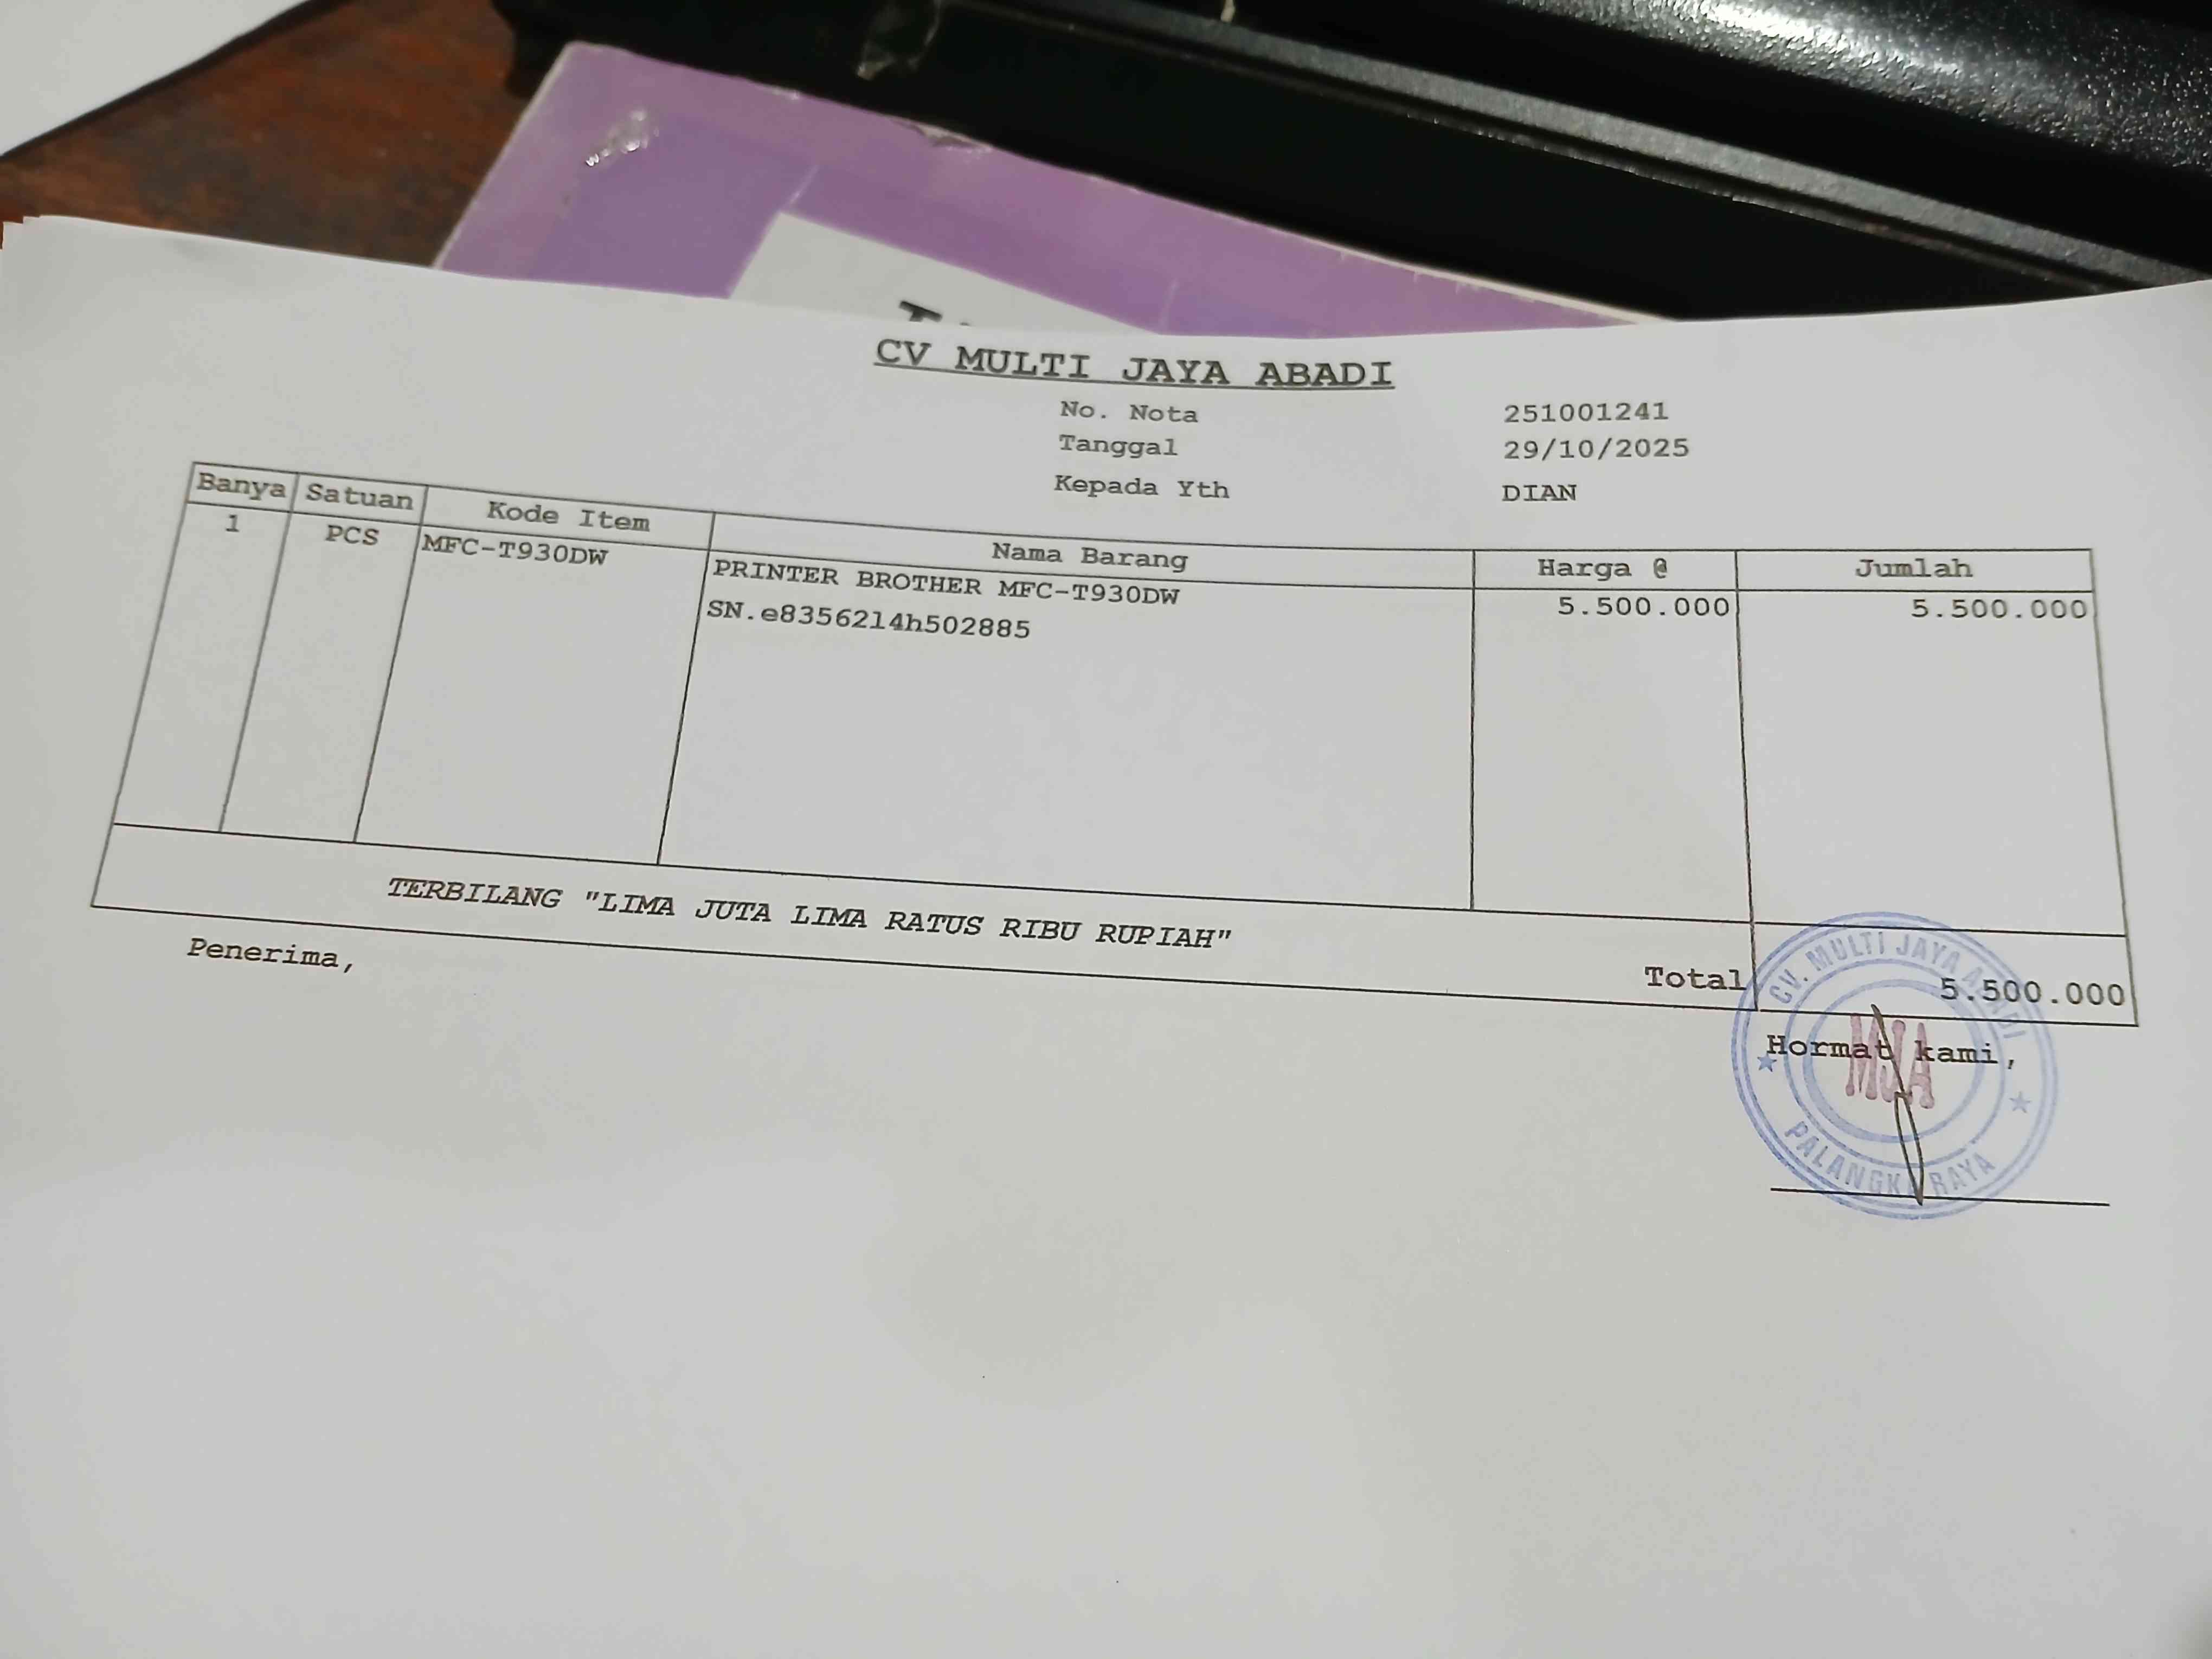 CV MULTI JAYA ABADI
No. Nota 251001241
Tanggal 29/10/2025
Kepada Yth DIAN
Banya Satuan Kode Item Nama Barang Harga @ Jumlah
1 PCS MFC-T930DW PRINTER BROTHER MFC-T930DW 5.500.000 5.500.000
SN.e83562l4h502885
TERBILANG "LIMA JUTA LIMA RATUS RIBU RUPIAH"
Total 5.500.000
Penerima,
Hormat kami,
CV. MULTI JAYA ABADI
MJA
PALANGKARAYA